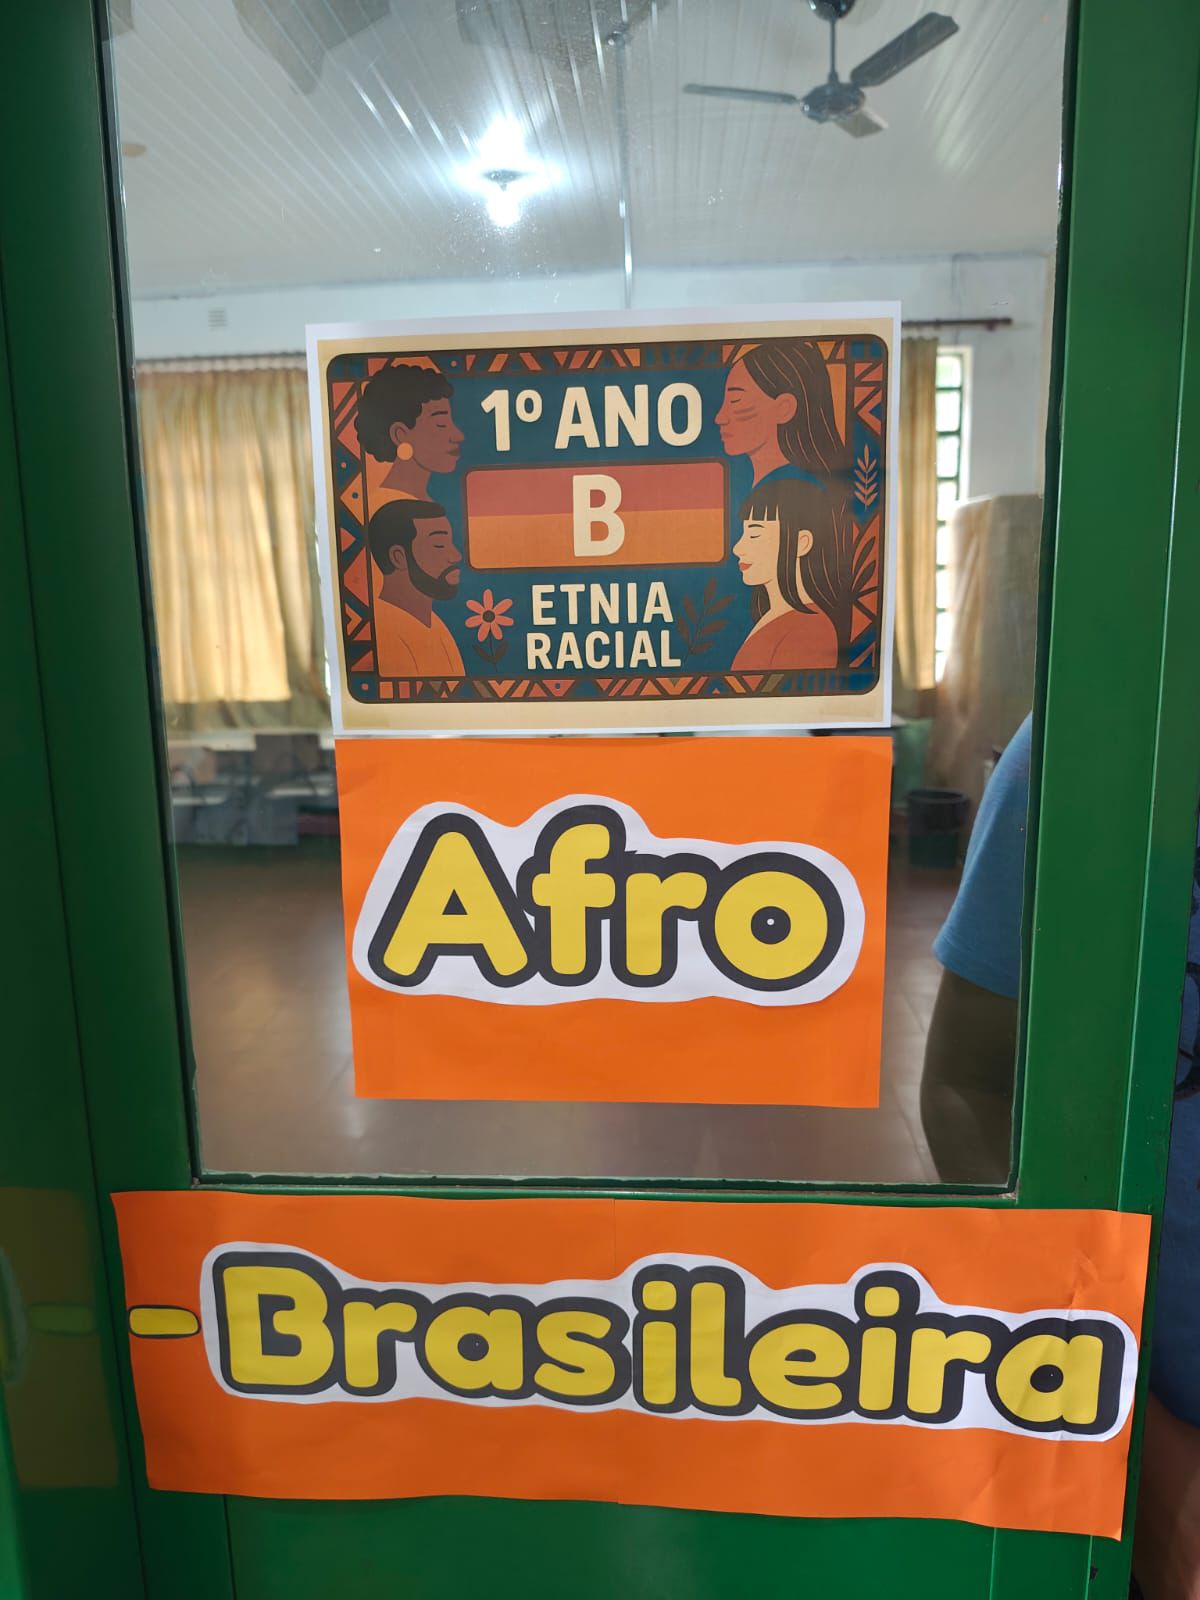 1º ANO
B
ETNIA
RACIAL
Afro
-Brasileira